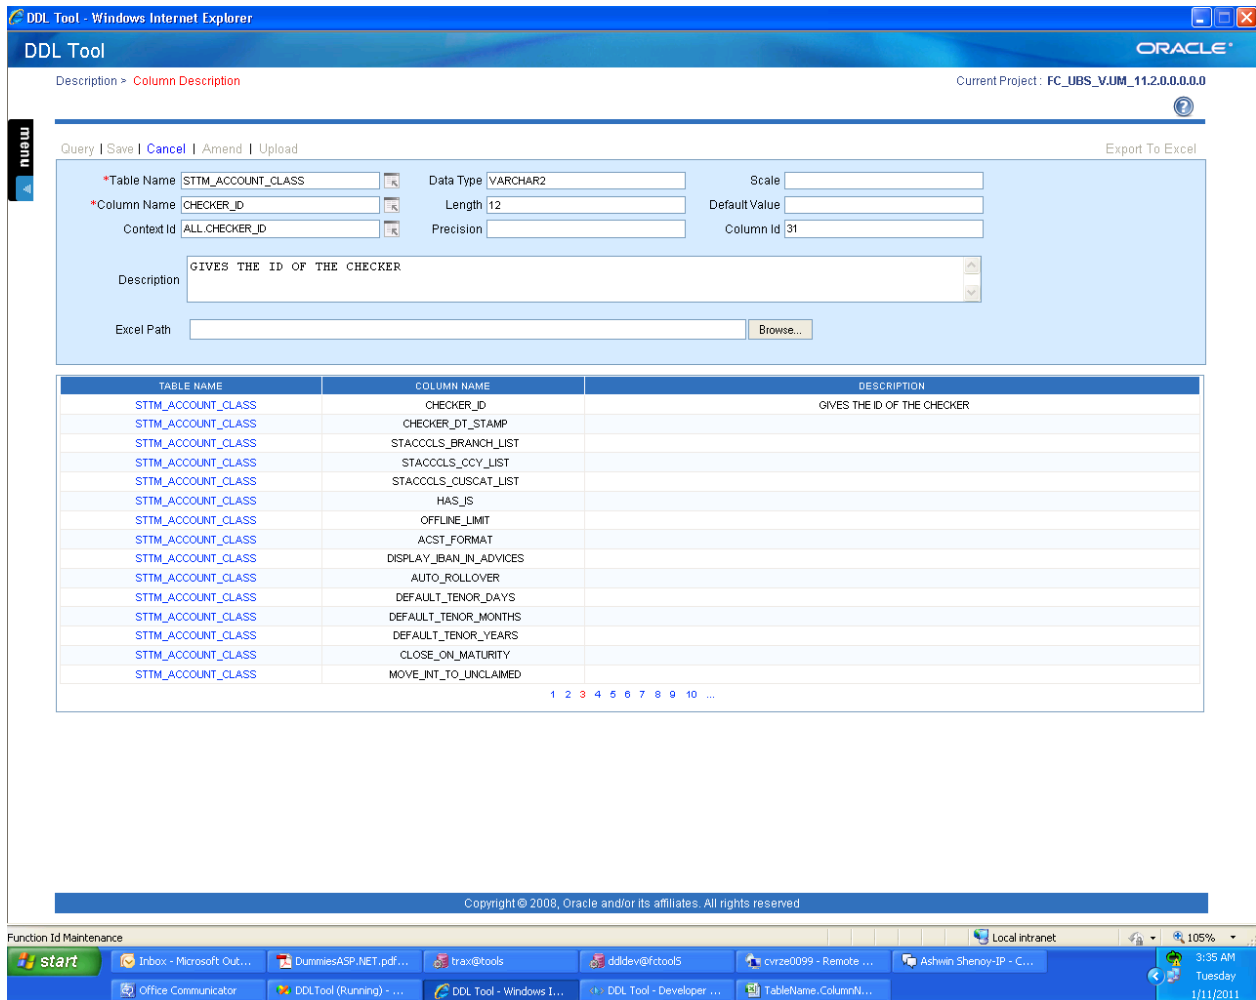 DDL Tool - Windows Internet Explorer
DDL Tool
ORACLE
Description > Column Description
Current Project : FC_UBS_V.UM_11.2.0.0.0.0.0
menu
Query | Save | Cancel | Amend | Upload
Export To Excel
*Table Name STTM_ACCOUNT_CLASS Data Type VARCHAR2 Scale
*Column Name CHECKER_ID Length 12 Default Value
Context Id ALL.CHECKER_ID Precision Column Id 31
Description GIVES THE ID OF THE CHECKER
Excel Path Browse...
TABLE NAME COLUMN NAME DESCRIPTION
STTM_ACCOUNT_CLASS CHECKER_ID GIVES THE ID OF THE CHECKER
STTM_ACCOUNT_CLASS CHECKER_DT_STAMP
STTM_ACCOUNT_CLASS STACCCLS_BRANCH_LIST
STTM_ACCOUNT_CLASS STACCCLS_CCY_LIST
STTM_ACCOUNT_CLASS STACCCLS_CUSCAT_LIST
STTM_ACCOUNT_CLASS HAS_IS
STTM_ACCOUNT_CLASS OFFLINE_LIMIT
STTM_ACCOUNT_CLASS ACST_FORMAT
STTM_ACCOUNT_CLASS DISPLAY_IBAN_IN_ADVICES
STTM_ACCOUNT_CLASS AUTO_ROLLOVER
STTM_ACCOUNT_CLASS DEFAULT_TENOR_DAYS
STTM_ACCOUNT_CLASS DEFAULT_TENOR_MONTHS
STTM_ACCOUNT_CLASS DEFAULT_TENOR_YEARS
STTM_ACCOUNT_CLASS CLOSE_ON_MATURITY
STTM_ACCOUNT_CLASS MOVE_INT_TO_UNCLAIMED
1 2 3 4 5 6 7 8 9 10 ...
Copyright © 2008, Oracle and/or its affiliates. All rights reserved
Function Id Maintenance
Local intranet
105%
start
Inbox - Microsoft Out...
DummiesASP.NET.pdf...
trax@tools
ddldev@fctool5
cvrze0099 - Remote ...
Ashwin Shenoy-IP - C...
3:35 AM
Office Communicator
DDLTool (Running) - ...
DDL Tool - Windows I...
DDL Tool - Developer ...
TableName.ColumnN...
Tuesday
1/11/2011